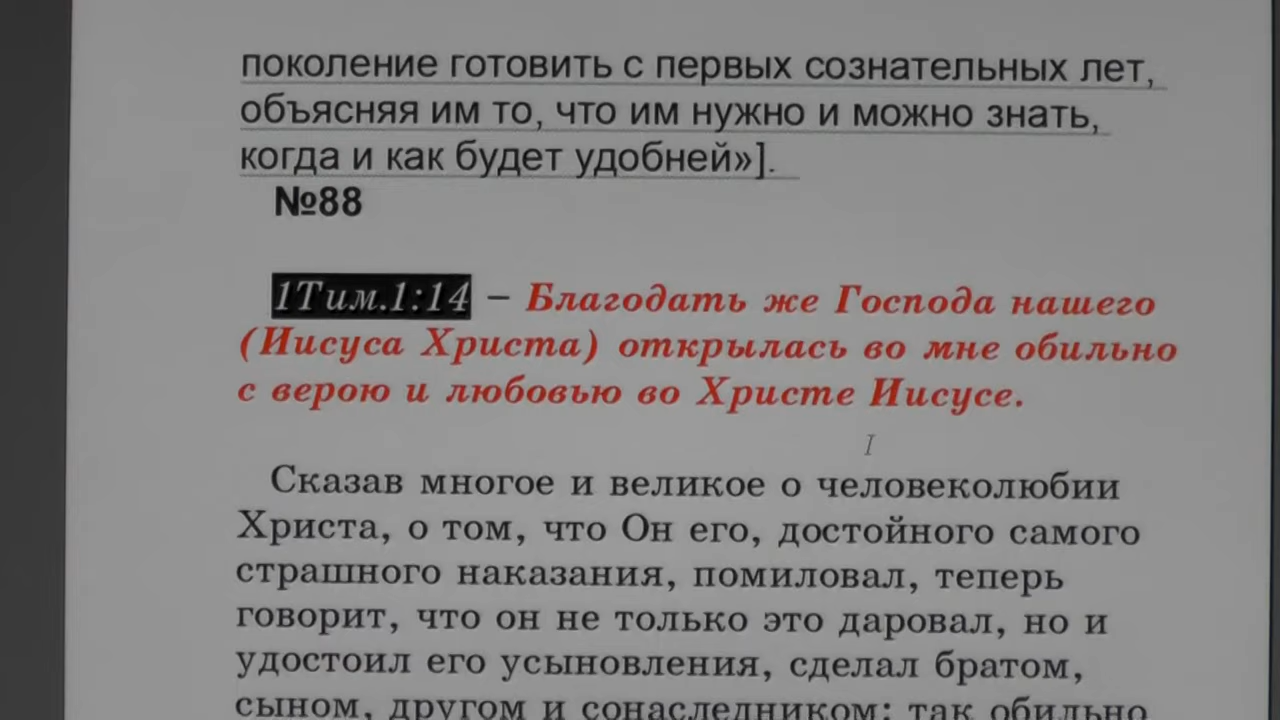 поколение готовить с первых сознательных лет,
объясняя им то, что им нужно и можно знать,
когда и как будет удобней»].
№88
1Тим.1:14 – Благодать же Господа нашего
(Иисуса Христа) открылась во мне обильно
с верою и любовью во Христе Иисусе.
Сказав многое и великое о человеколюбии
Христа, о том, что Он его, достойного самого
страшного наказания, помиловал, теперь
говорит, что он не только это даровал, но и
удостоил его усыновления, сделал братом,
сыном, другом и сонаследником: так обильно